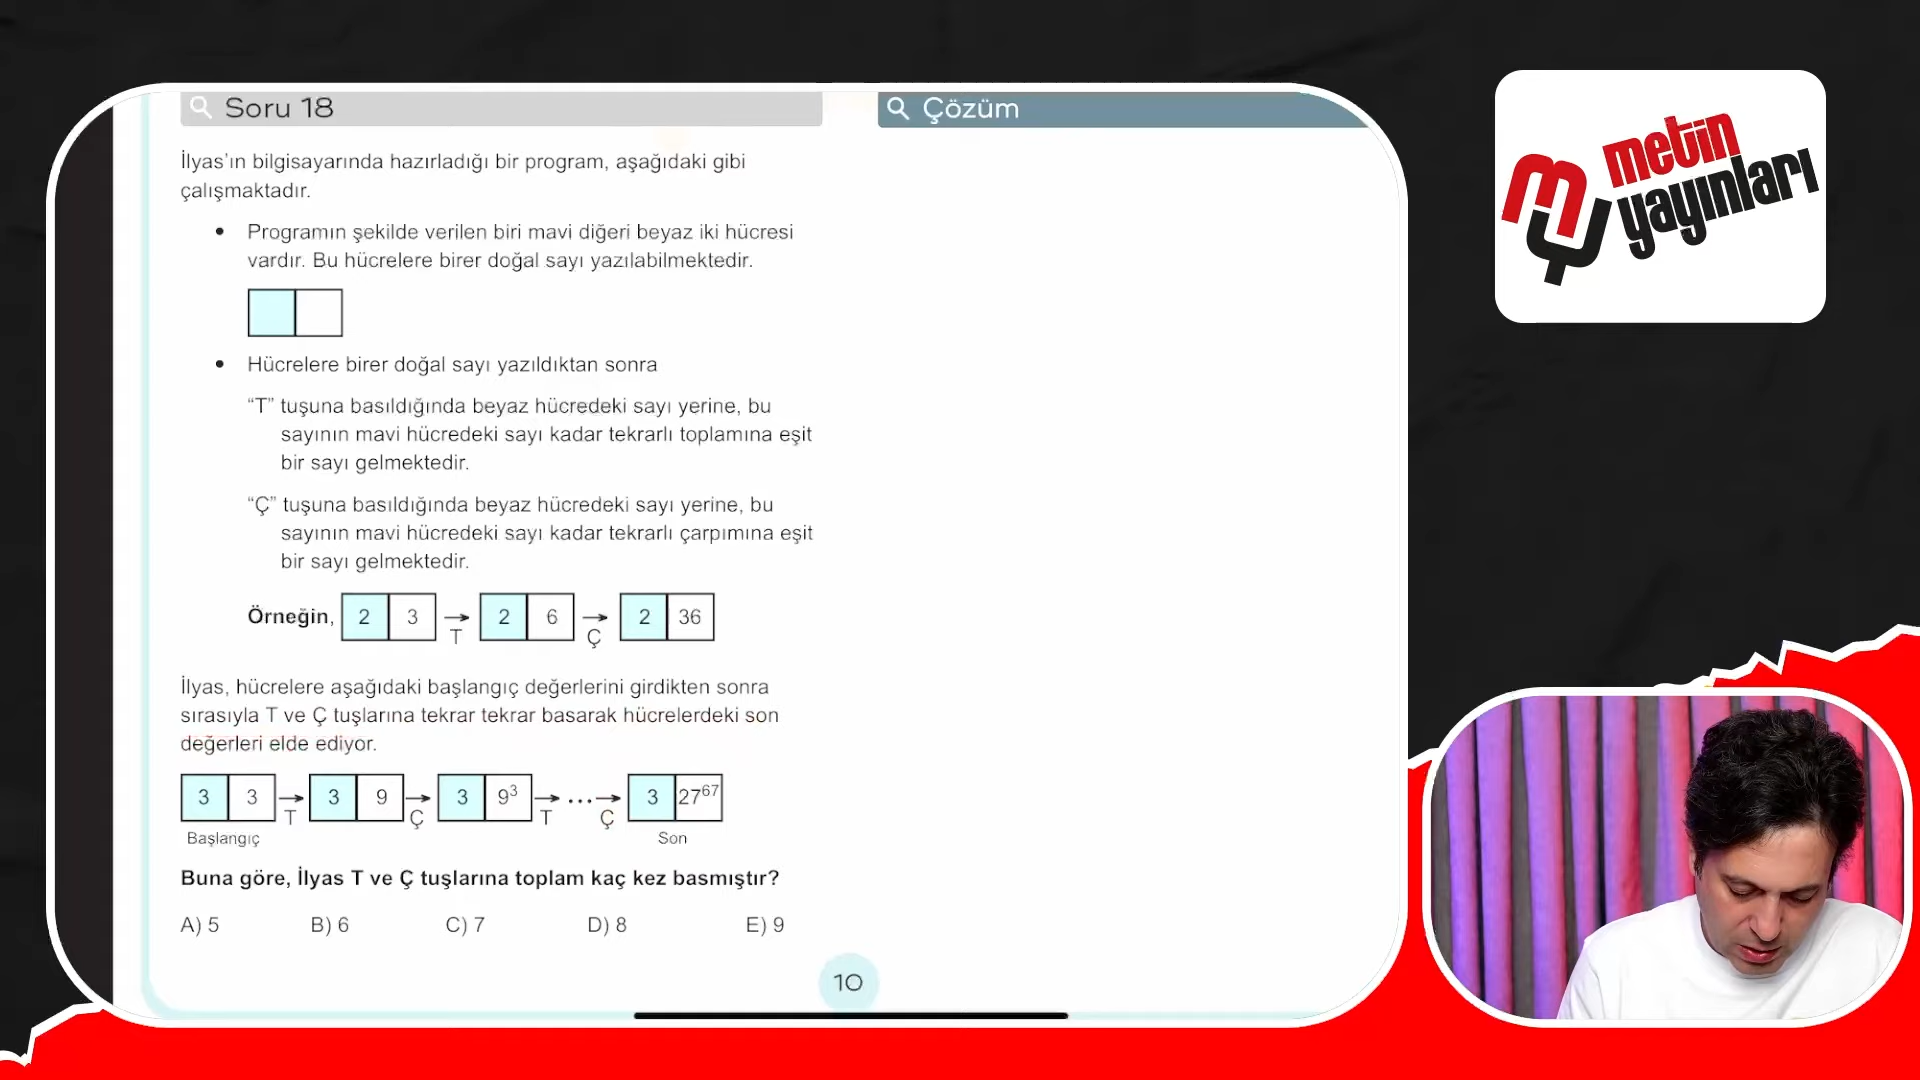 Soru 18
İlyas'ın bilgisayarında hazırladığı bir program, aşağıdaki gibi
çalışmaktadır.
• Programın şekilde verilen biri mavi diğeri beyaz iki hücresi
vardır. Bu hücrelere birer doğal sayı yazılabilmektedir.
• Hücrelere birer doğal sayı yazıldıktan sonra
“T” tuşuna basıldığında beyaz hücredeki sayı yerine, bu
sayının mavi hücredeki sayı kadar tekrarlı toplamına eşit
bir sayı gelmektedir.
“Ç” tuşuna basıldığında beyaz hücredeki sayı yerine, bu
sayının mavi hücredeki sayı kadar tekrarlı çarpımına eşit
bir sayı gelmektedir.
Örneğin, 2 3 → T 2 6 → Ç 2 36
İlyas, hücrelere aşağıdaki başlangıç değerlerini girdikten sonra
sırasıyla T ve Ç tuşlarına tekrar tekrar basarak hücrelerdeki son
değerleri elde ediyor.
3 3 → T 3 9 → Ç 3 9³ → T ...→ Ç 3 27⁶⁷
Başlangıç Son
Buna göre, İlyas T ve Ç tuşlarına toplam kaç kez basmıştır?
A) 5 B) 6 C) 7 D) 8 E) 9
10
Çözüm
metin
yayınları